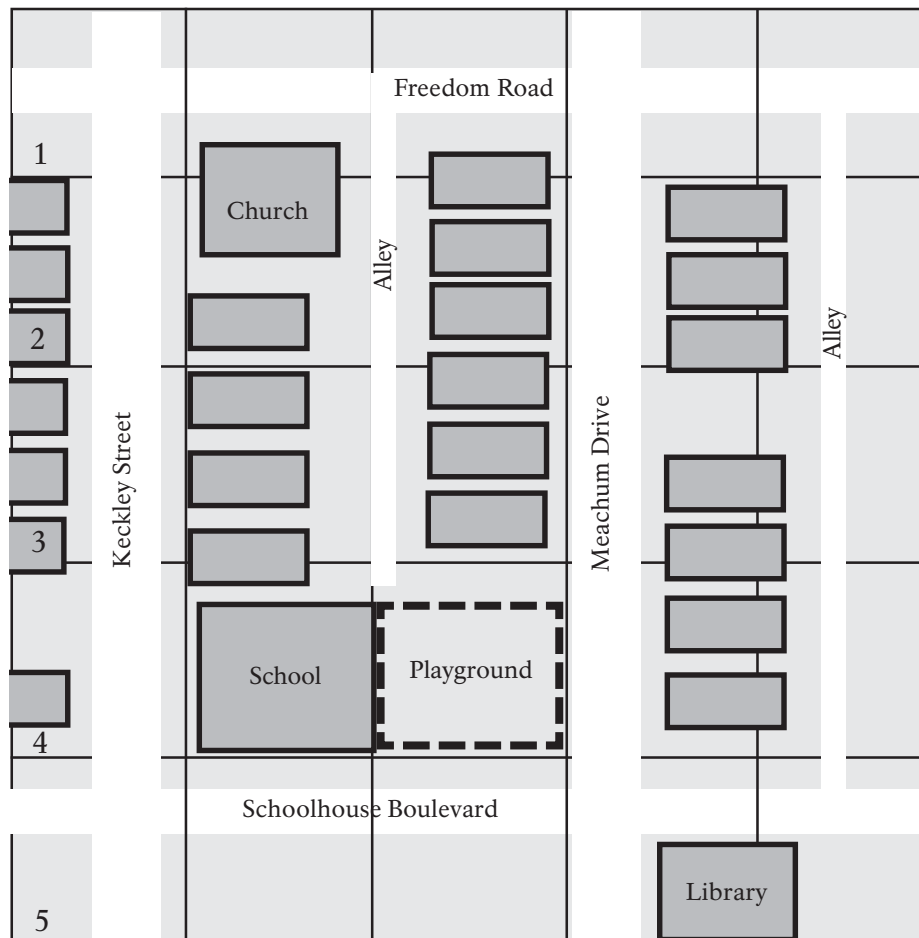 Freedom Road
1
Church
Alley
2
Alley
Keckley Street
Meachum Drive
3
School
Playground
4
Schoolhouse Boulevard
Library
5